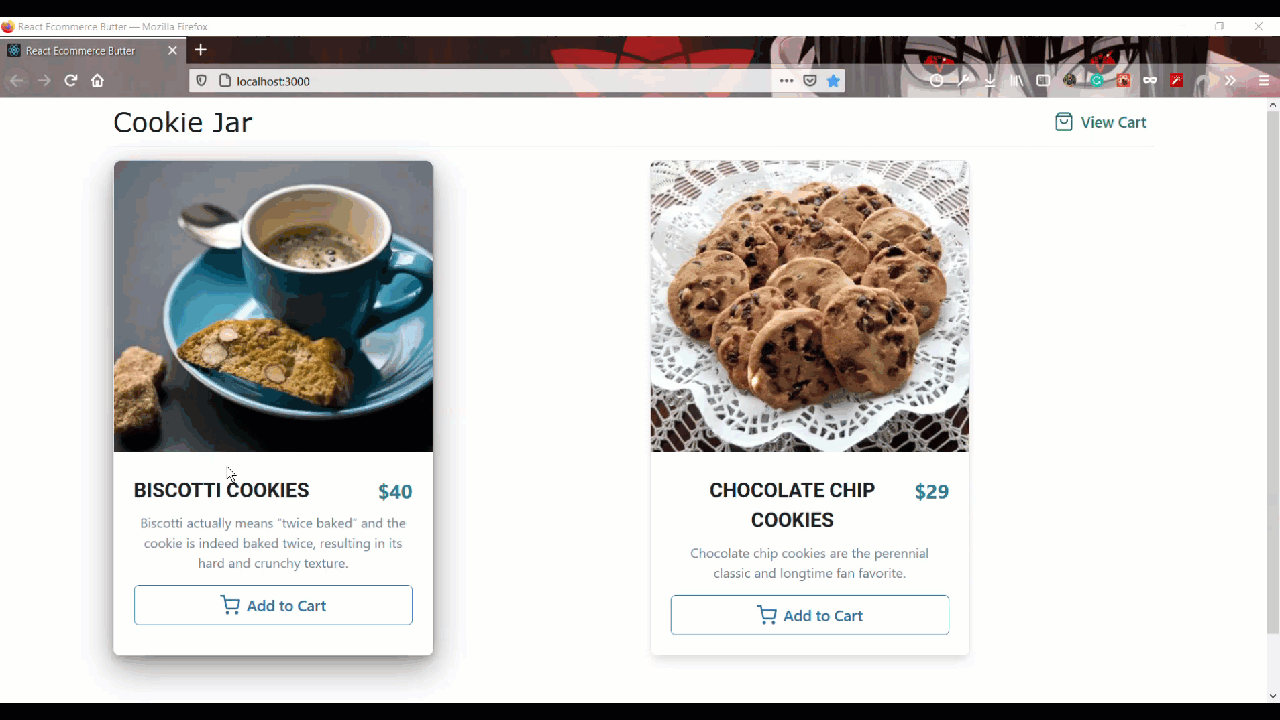 React Ecommerce Butter — Mozilla Firefox
React Ecommerce Butter
localhost:3000
Cookie Jar
View Cart
BISCOTTI COOKIES
$40
Biscotti actually means “twice baked” and the
cookie is indeed baked twice, resulting in its
hard and crunchy texture.
Add to Cart
CHOCOLATE CHIP
COOKIES
$29
Chocolate chip cookies are the perennial
classic and longtime fan favorite.
Add to Cart